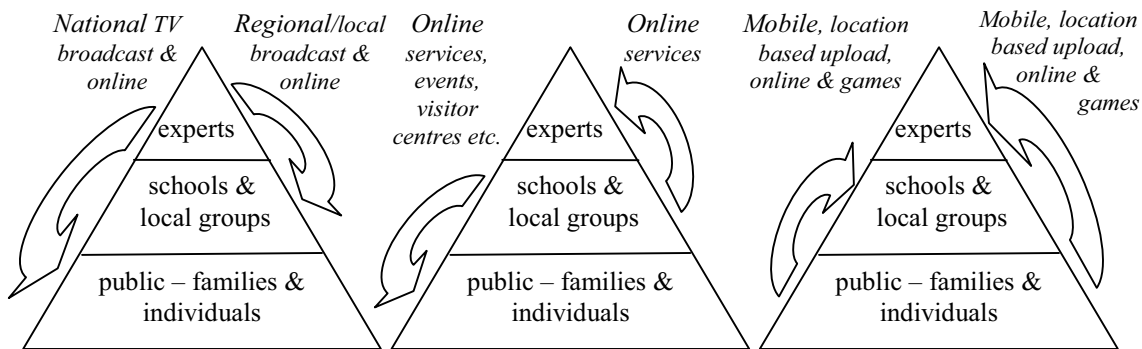 National TV
broadcast &
online
Regional/local
broadcast &
online
experts
schools &
local groups
public – families &
individuals
Online
services,
events,
visitor
centres etc.
Online
services
experts
schools &
local groups
public – families &
individuals
Mobile, location
based upload,
online & games
Mobile, location
based upload,
online &
games
experts
schools &
local groups
public – families &
individuals